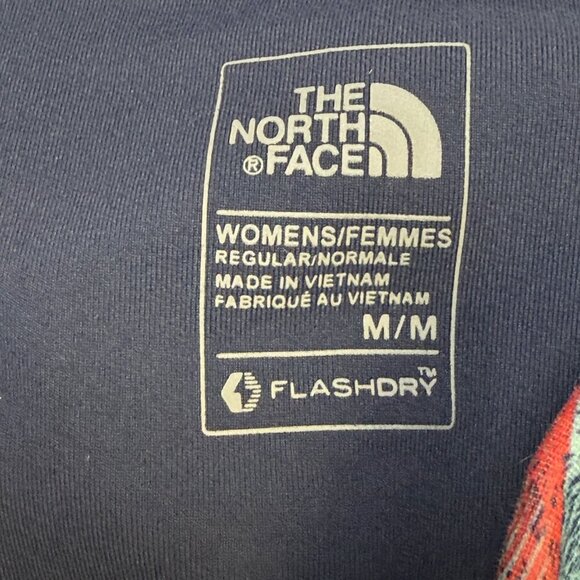 THE
NORTH
®FACE
WOMENS/FEMMES
REGULAR/NORMALE
MADE IN VIETNAM
FABRIQUÉ AU VIETNAM
M/M
FLASHDRY™